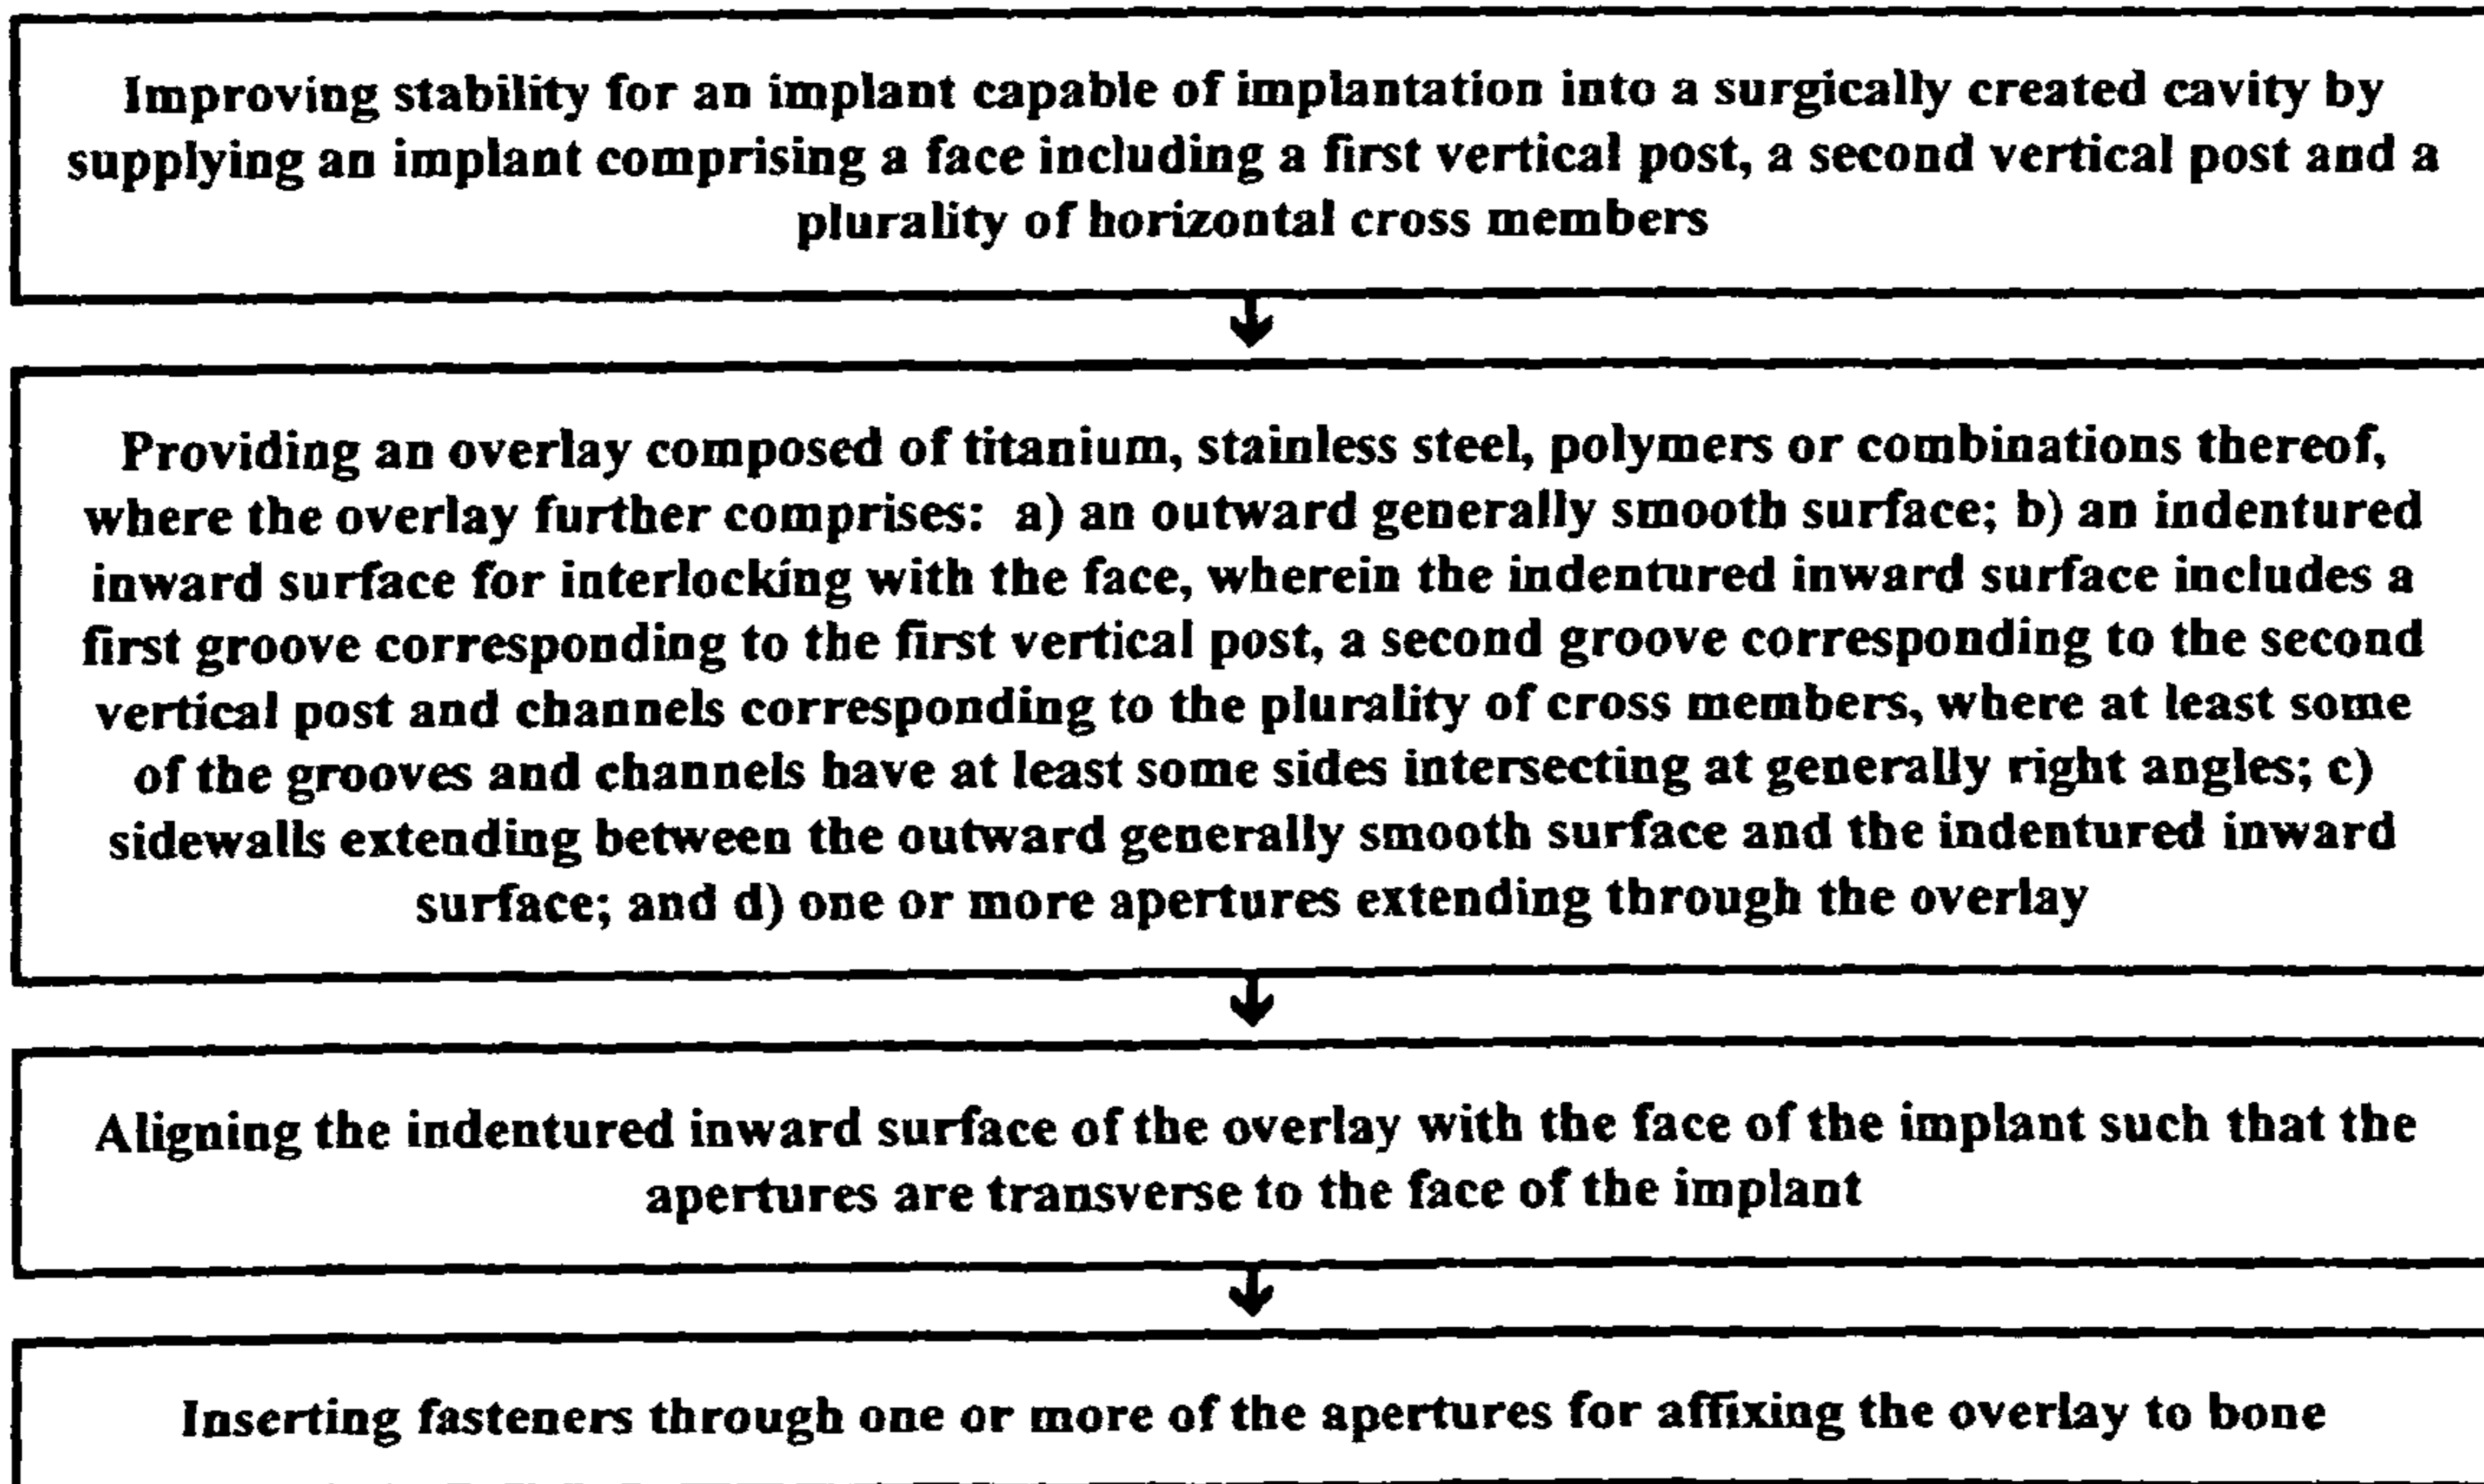 Improving stability for an implant capable of implantation into a surgically created cavity by
supplying an implant comprising a face including a first vertical post, a second vertical post and a
plurality of horizontal cross members
Providing an overlay composed of titanium, stainless steel, polymers or combinations thereof,
where the overlay further comprises:  a) an outward generally smooth surface; b) an indentured
inward surface for interlocking with the face, wherein the indentured inward surface includes a
first groove corresponding to the first vertical post, a second groove corresponding to the second
vertical post and channels corresponding to the plurality of cross members, where at least some
of the grooves and channels have at least some sides intersecting at generally right angles; c)
sidewalls extending between the outward generally smooth surface and the indentured inward
surface; and d) one or more apertures extending through the overlay
Aligning the indentured inward surface of the overlay with the face of the implant such that the
apertures are transverse to the face of the implant
Inserting fasteners through one or more of the apertures for affixing the overlay to bone